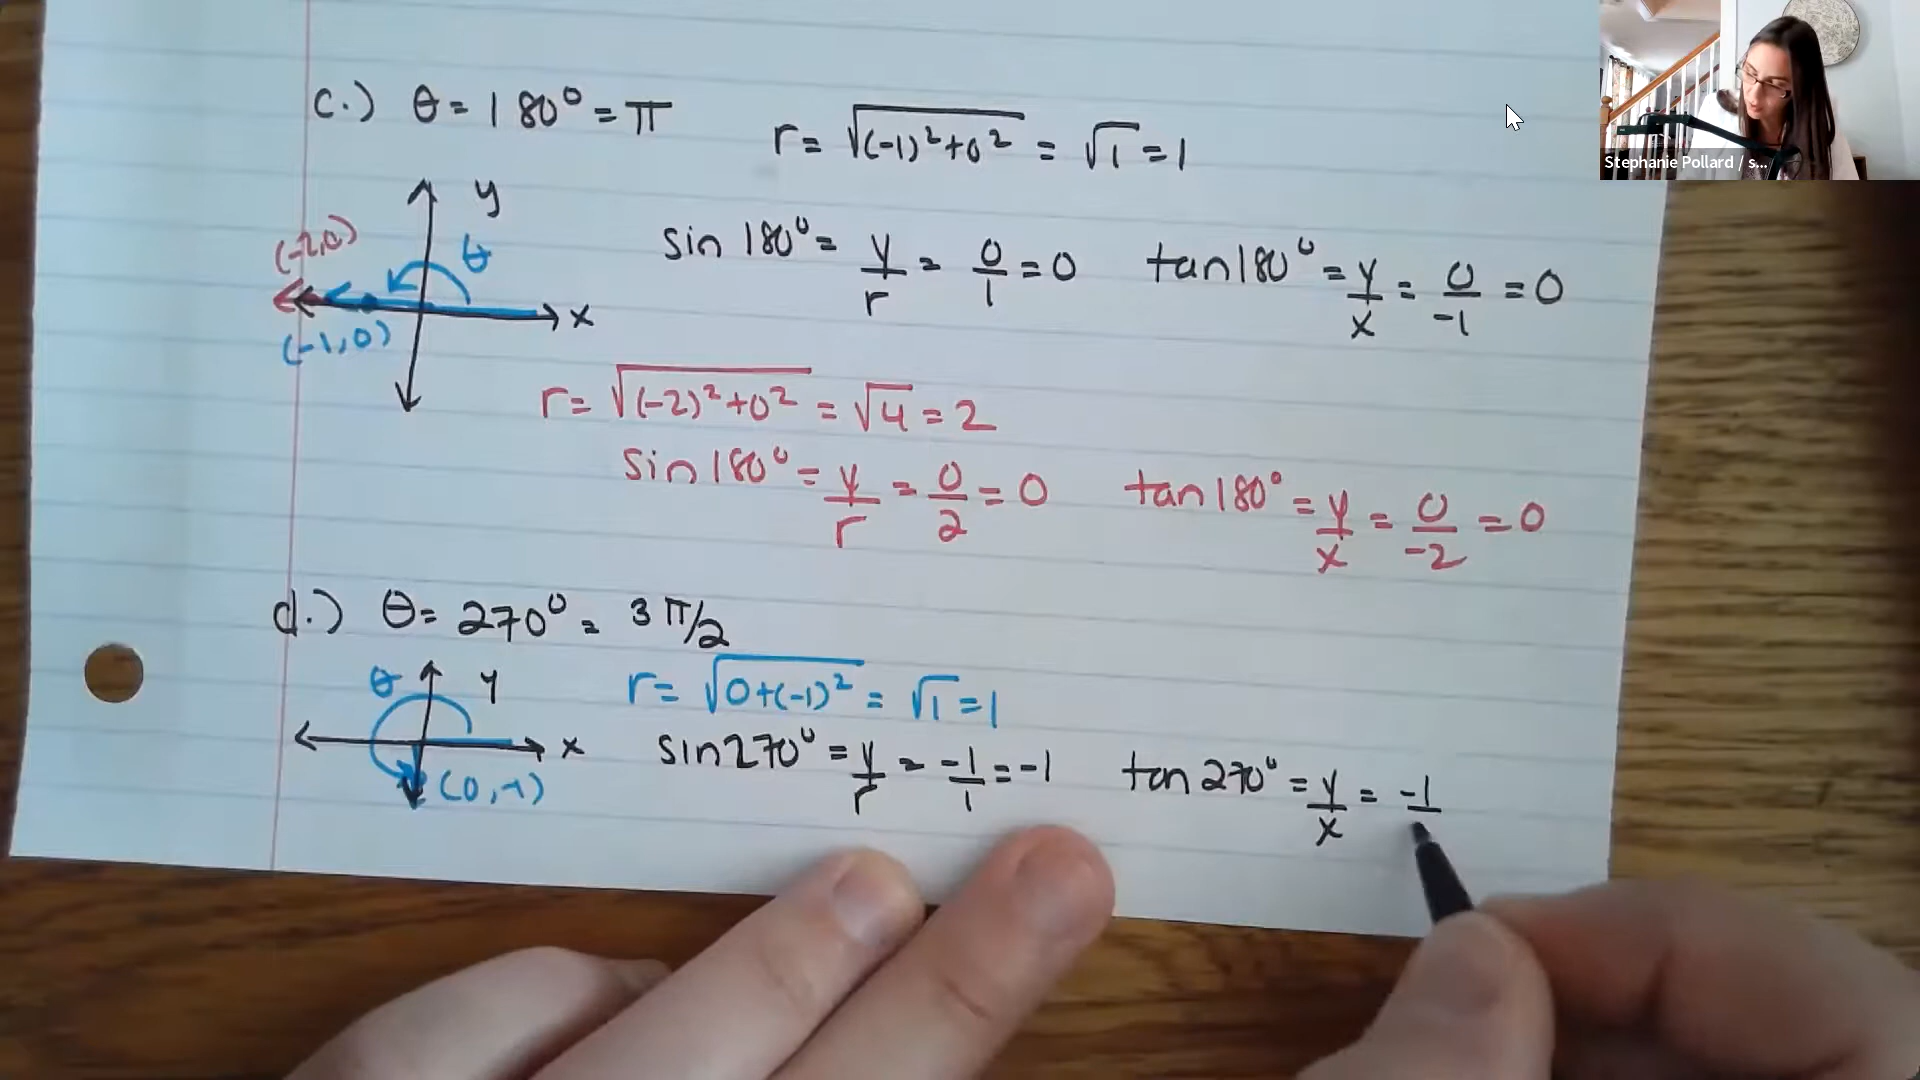 c.) θ = 180° = π
r = √(-1)²+0² = √1 = 1
y
(-2,0) θ
sin 180° = y/r = 0/1 = 0 tan 180° = y/x = 0/-1 = 0
x
(-1,0)
r = √(-2)²+0² = √4 = 2
sin 180° = y/r = 0/2 = 0 tan 180° = y/x = 0/-2 = 0
d.) θ = 270° = 3π/2
θ y r = √0+(-1)² = √1 = 1
x sin 270° = y/r = -1/1 = -1 tan 270° = y/x = -1/
(0,-1)
Stephanie Pollard / s...